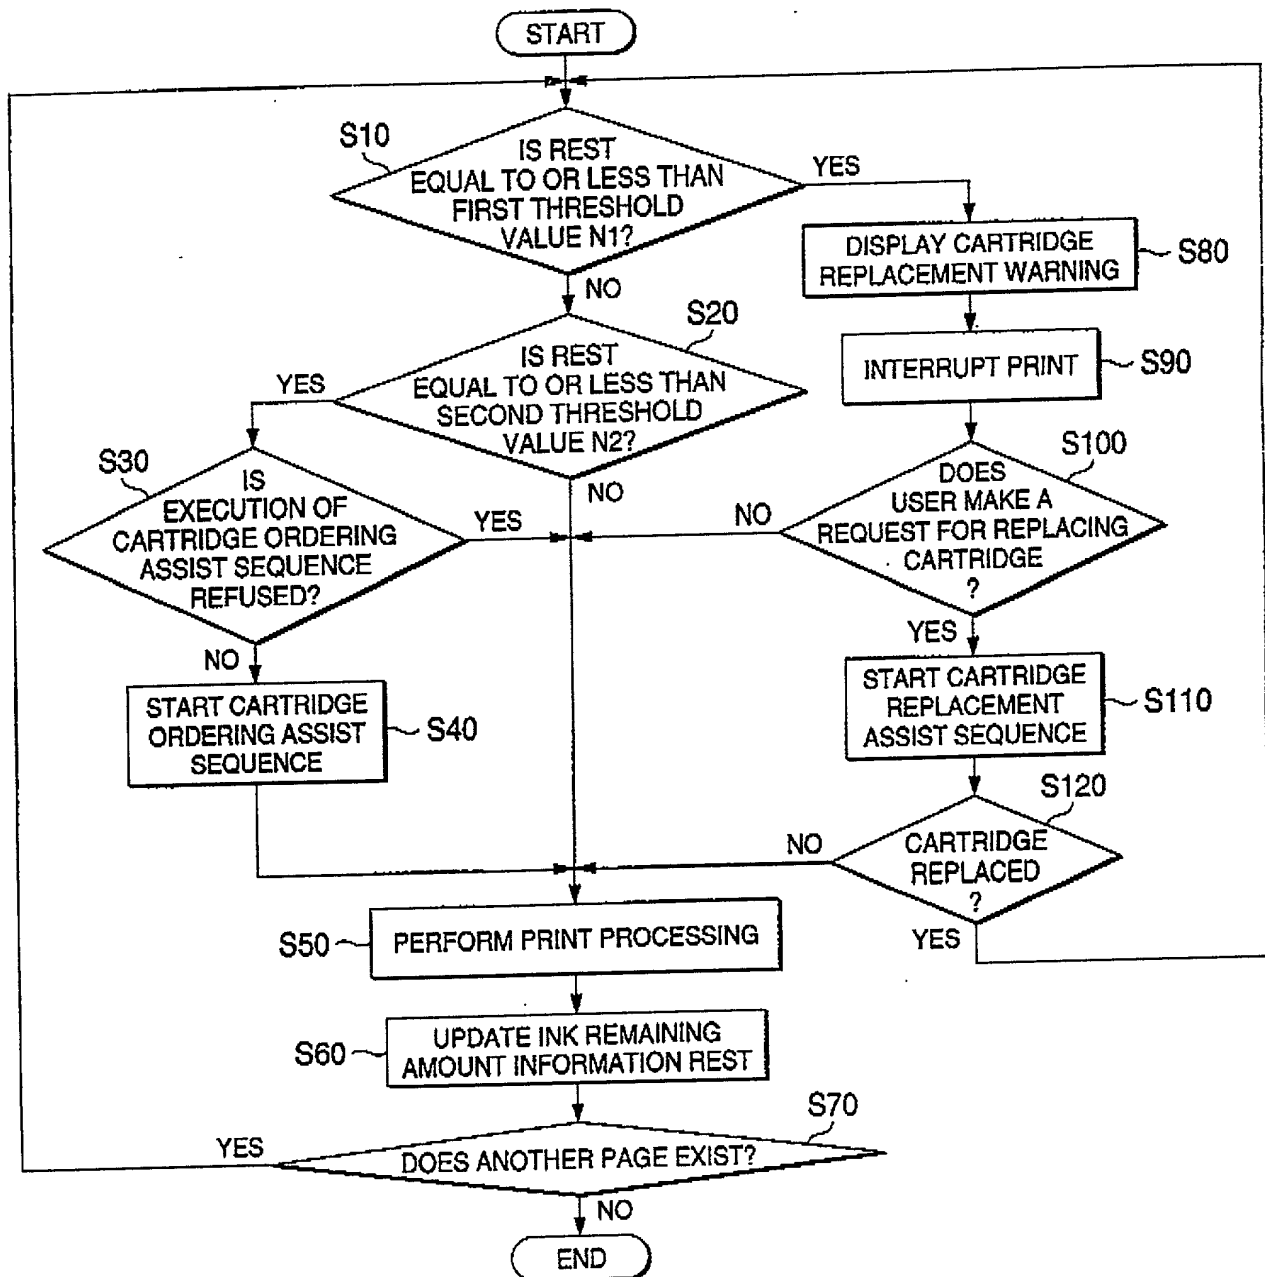 START
S10
IS REST
EQUAL TO OR LESS THAN
FIRST THRESHOLD
VALUE N1?
YES
NO
DISPLAY CARTRIDGE
REPLACEMENT WARNING
S80
S20
IS REST
EQUAL TO OR LESS THAN
SECOND THRESHOLD
VALUE N2?
YES
NO
INTERRUPT PRINT
S90
S30
IS
EXECUTION OF
CARTRIDGE ORDERING
ASSIST SEQUENCE
REFUSED?
YES
NO
S100
DOES
USER MAKE A
REQUEST FOR REPLACING
CARTRIDGE
?
NO
YES
START CARTRIDGE
ORDERING ASSIST
SEQUENCE
S40
START CARTRIDGE
REPLACEMENT
ASSIST SEQUENCE
S110
S120
CARTRIDGE
REPLACED
?
NO
YES
S50
PERFORM PRINT PROCESSING
S60
UPDATE INK REMAINING
AMOUNT INFORMATION REST
S70
DOES ANOTHER PAGE EXIST?
YES
NO
END